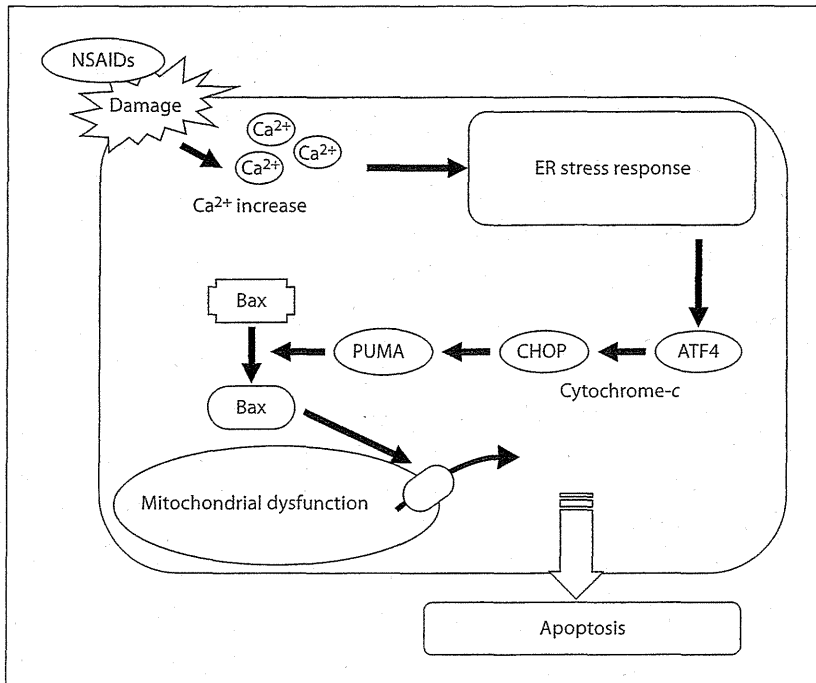 NSAIDs
Damage
Ca2+
Ca2+
Ca2+
Ca2+ increase
ER stress response
Bax
PUMA
CHOP
ATF4
Cytochrome-c
Bax
Mitochondrial dysfunction
Apoptosis